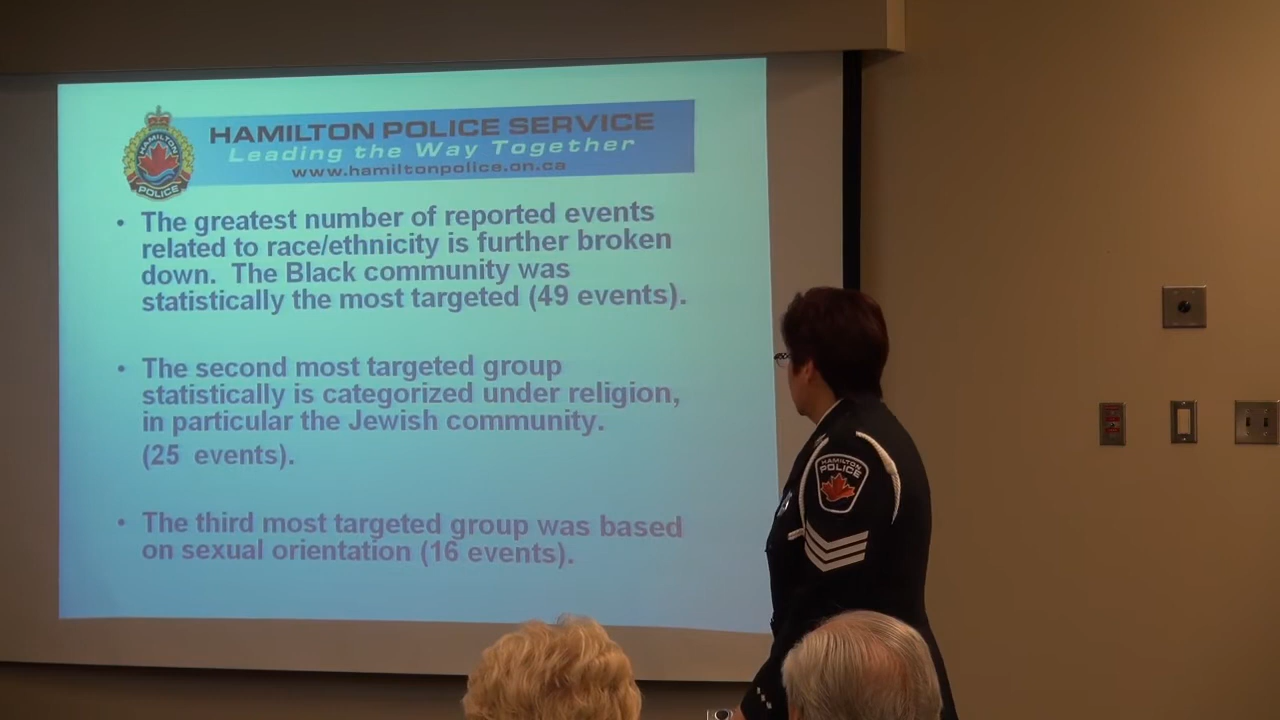 HAMILTON POLICE SERVICE
Leading the Way Together
www.hamiltonpolice.on.ca
HAMILTON
POLICE
• The greatest number of reported events
related to race/ethnicity is further broken
down. The Black community was
statistically the most targeted (49 events).
• The second most targeted group
statistically is categorized under religion,
in particular the Jewish community.
(25 events).
• The third most targeted group was based
on sexual orientation (16 events).
HAMILTON
POLICE